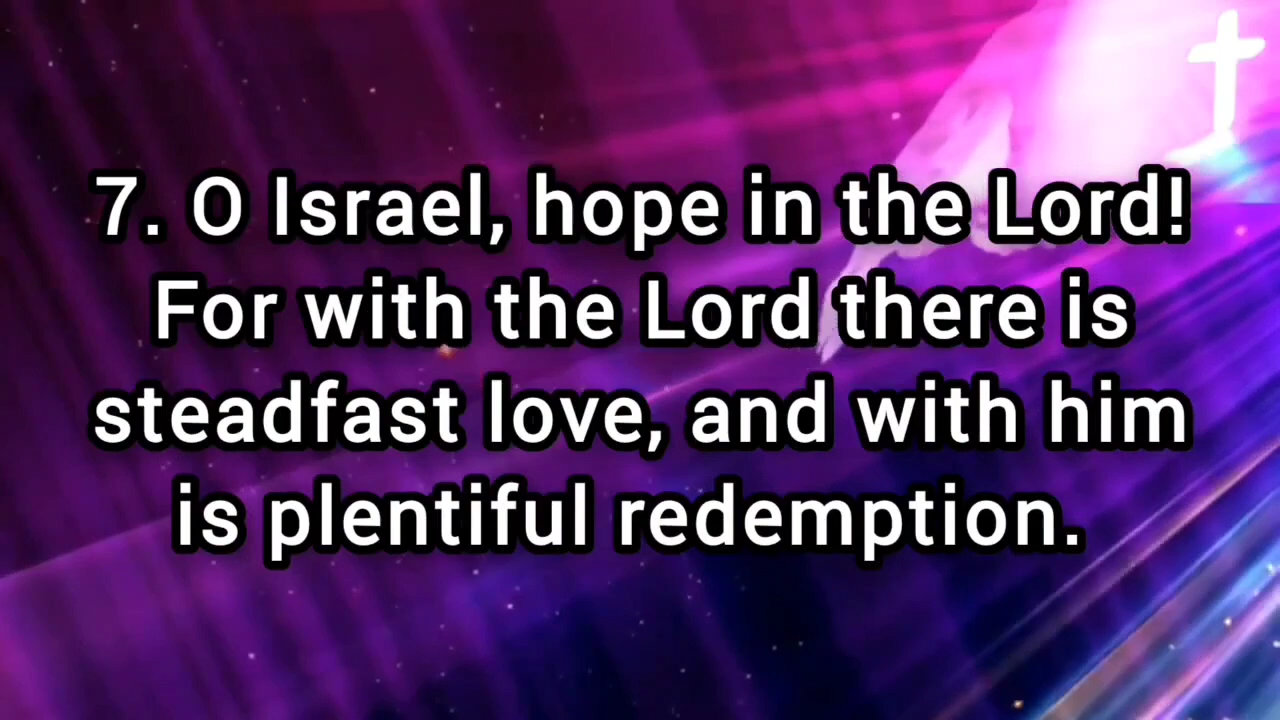 7. O Israel, hope in the Lord!
For with the Lord there is
steadfast love, and with him
is plentiful redemption.